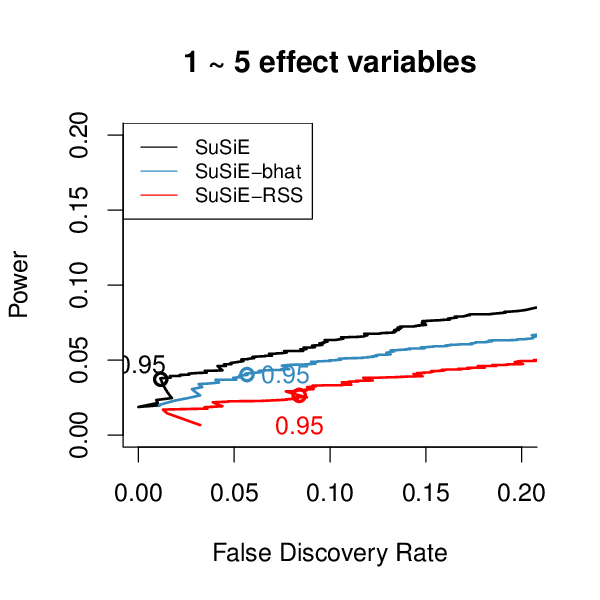 1 ~ 5 effect variables
SuSiE
SuSiE−bhat
SuSiE−RSS
Power
0.20
0.15
0.10
0.05
0.00
0.95
0.95
0.95
0.00 0.05 0.10 0.15 0.20
False Discovery Rate